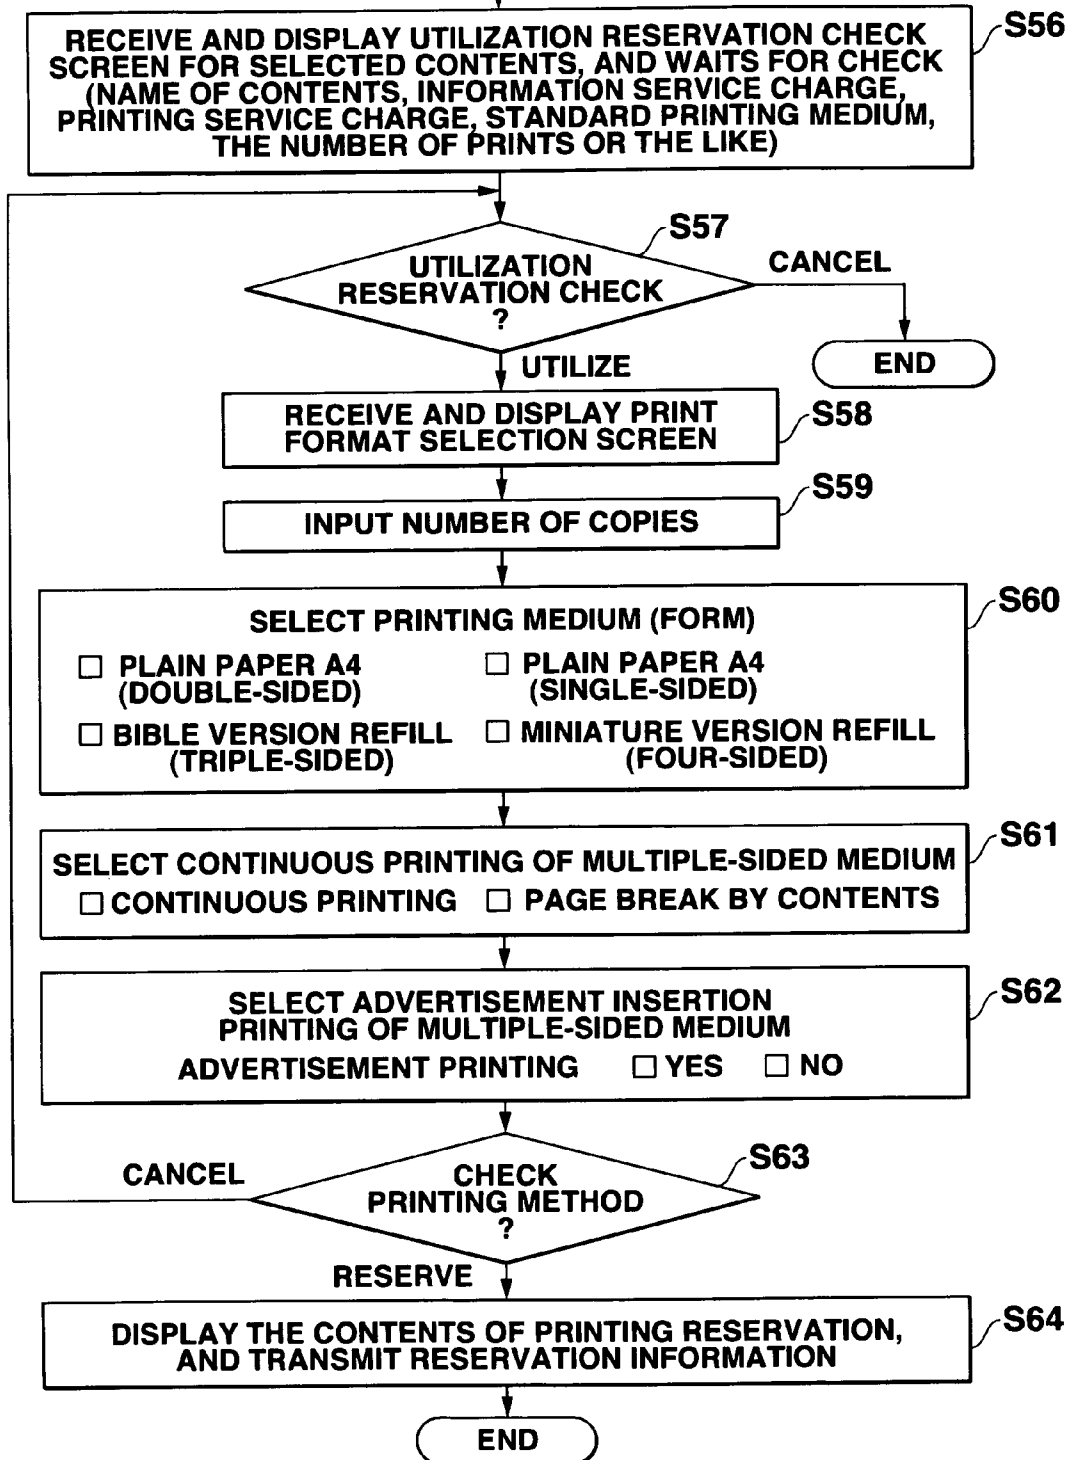 S56
RECEIVE AND DISPLAY UTILIZATION RESERVATION CHECK
SCREEN FOR SELECTED CONTENTS, AND WAITS FOR CHECK
(NAME OF CONTENTS, INFORMATION SERVICE CHARGE,
PRINTING SERVICE CHARGE, STANDARD PRINTING MEDIUM,
THE NUMBER OF PRINTS OR THE LIKE)
S57
UTILIZATION
RESERVATION CHECK
?
CANCEL
END
UTILIZE
S58
RECEIVE AND DISPLAY PRINT
FORMAT SELECTION SCREEN
S59
INPUT NUMBER OF COPIES
S60
SELECT PRINTING MEDIUM (FORM)
☐ PLAIN PAPER A4 ☐ PLAIN PAPER A4
(DOUBLE-SIDED) (SINGLE-SIDED)
☐ BIBLE VERSION REFILL ☐ MINIATURE VERSION REFILL
(TRIPLE-SIDED) (FOUR-SIDED)
S61
SELECT CONTINUOUS PRINTING OF MULTIPLE-SIDED MEDIUM
☐ CONTINUOUS PRINTING ☐ PAGE BREAK BY CONTENTS
S62
SELECT ADVERTISEMENT INSERTION
PRINTING OF MULTIPLE-SIDED MEDIUM
ADVERTISEMENT PRINTING ☐ YES ☐ NO
S63
CANCEL
CHECK
PRINTING METHOD
?
RESERVE
S64
DISPLAY THE CONTENTS OF PRINTING RESERVATION,
AND TRANSMIT RESERVATION INFORMATION
END